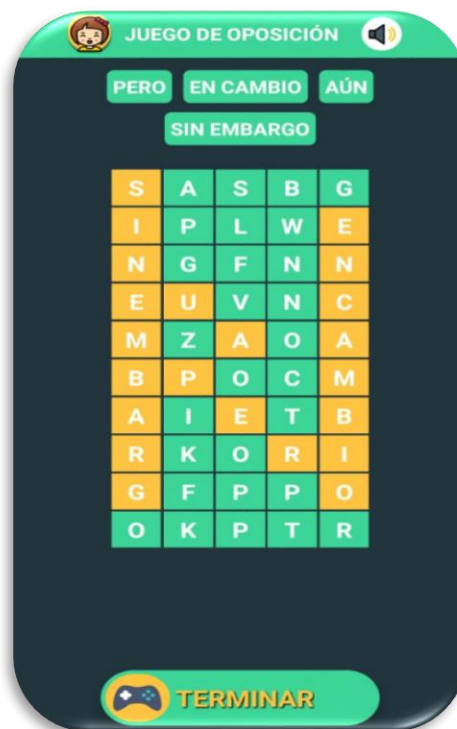 JUEGO DE OPOSICIÓN
PERO EN CAMBIO AÚN
SIN EMBARGO
S A S B G
I P L W E
N G F N N
E U V N C
M Z A O A
B P O C M
A I E T B
R K O R I
G F P P O
O K P T R
TERMINAR